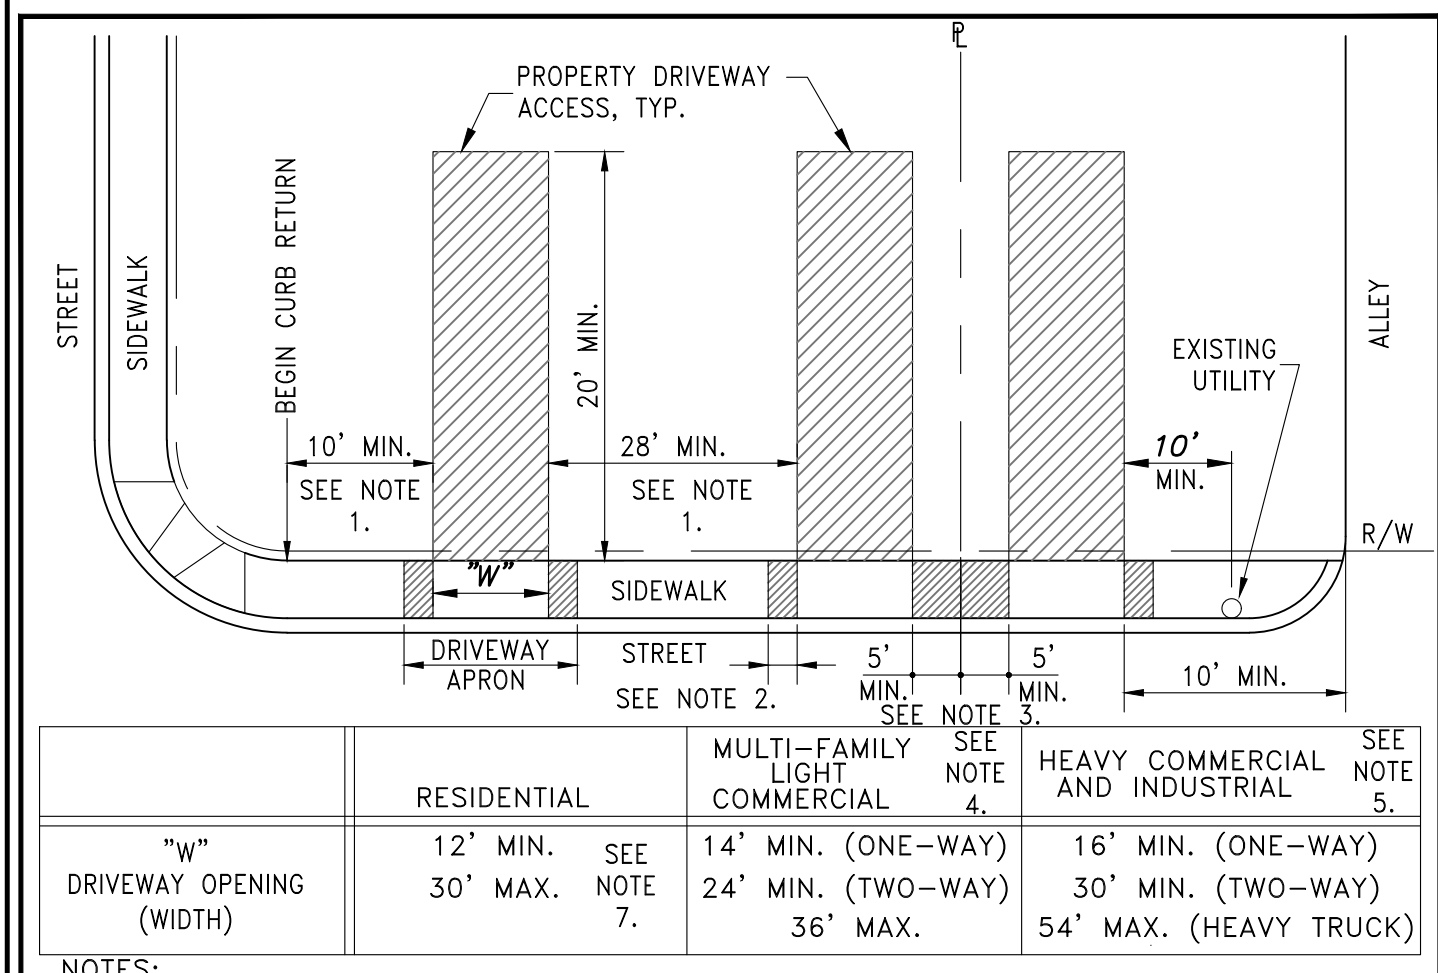 PL
PROPERTY DRIVEWAY
ACCESS, TYP.
STREET
SIDEWALK
BEGIN CURB RETURN
20' MIN.
ALLEY
EXISTING
UTILITY
10' MIN.
SEE NOTE
1.
28' MIN.
SEE NOTE
1.
10'
MIN.
R/W
"W"
SIDEWALK
DRIVEWAY
APRON
STREET
SEE NOTE 2.
5'
MIN.
5'
MIN.
SEE NOTE 3.
10' MIN.
RESIDENTIAL
MULTI-FAMILY
LIGHT
COMMERCIAL
SEE
NOTE
4.
HEAVY COMMERCIAL
AND INDUSTRIAL
SEE
NOTE
5.
"W"
DRIVEWAY OPENING
(WIDTH)
12' MIN.
30' MAX.
SEE
NOTE
7.
14' MIN. (ONE-WAY)
24' MIN. (TWO-WAY)
36' MAX.
16' MIN. (ONE-WAY)
30' MIN. (TWO-WAY)
54' MAX. (HEAVY TRUCK)
NOTES: